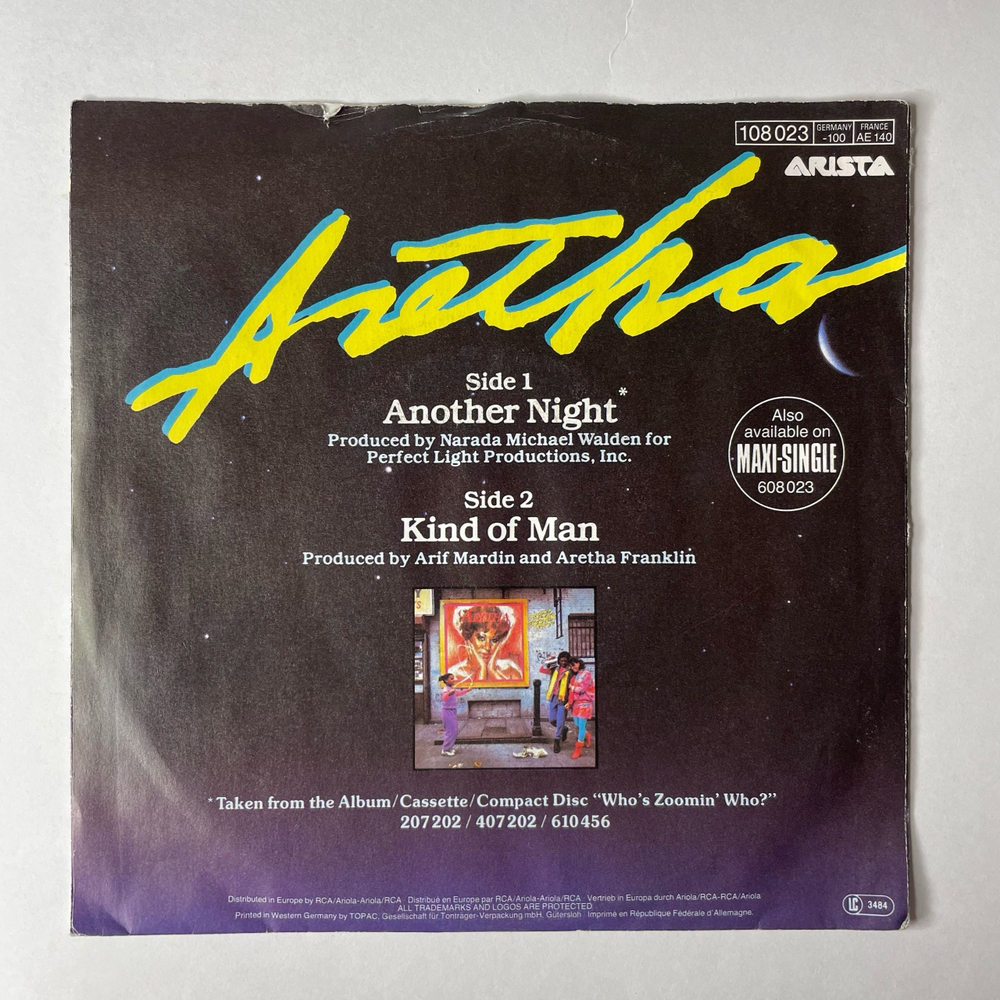 108 023 GERMANY -100 FRANCE AE 140
ARISTA
Aretha
Side 1
Another Night*
Produced by Narada Michael Walden for
Perfect Light Productions, Inc.
Also
available on
MAXI-SINGLE
608 023
Side 2
Kind of Man
Produced by Arif Mardin and Aretha Franklin
*Taken from the Album/Cassette/Compact Disc “Who’s Zoomin’ Who?”
207 202 / 407 202 / 610 456
Distributed in Europe by RCA/Ariola-Ariola/RCA · Distribué en Europe par RCA/Ariola-Ariola/RCA · Vertrieb in Europa durch Ariola/RCA-RCA/Ariola
ALL TRADEMARKS AND LOGOS ARE PROTECTED
Printed in Western Germany by TOPAC, Gesellschaft für Tonträger-Verpackung mbH, Gütersloh · Imprimé en République Fédérale d'Allemagne.
LC 3484